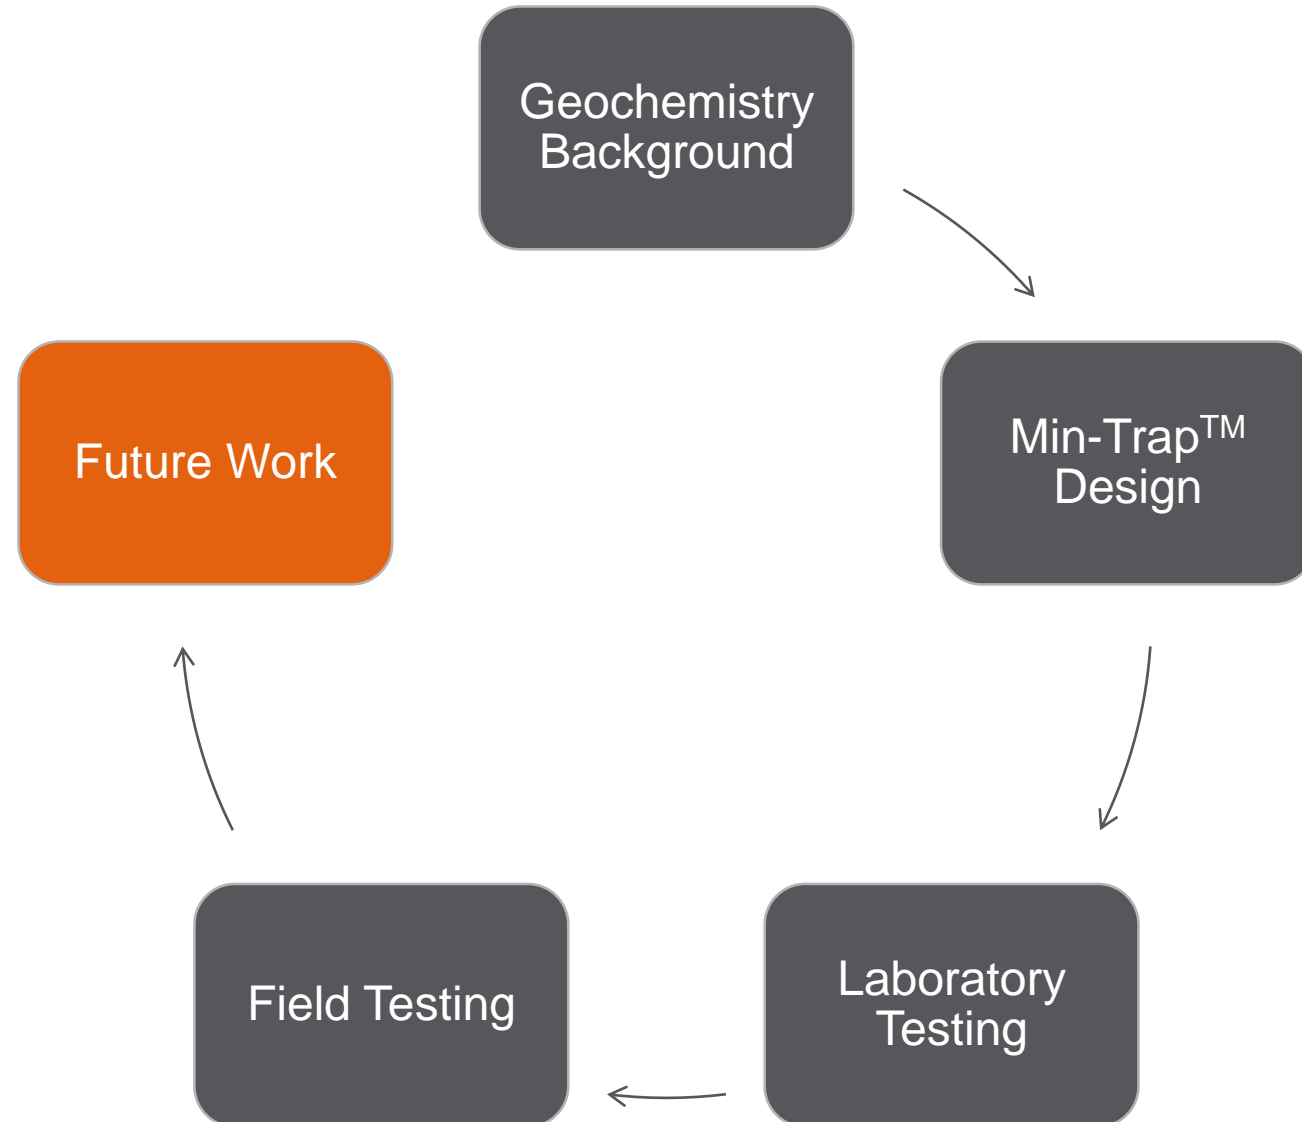 Geochemistry
Background
Min-Trap™
Design
Laboratory
Testing
Field Testing
Future Work